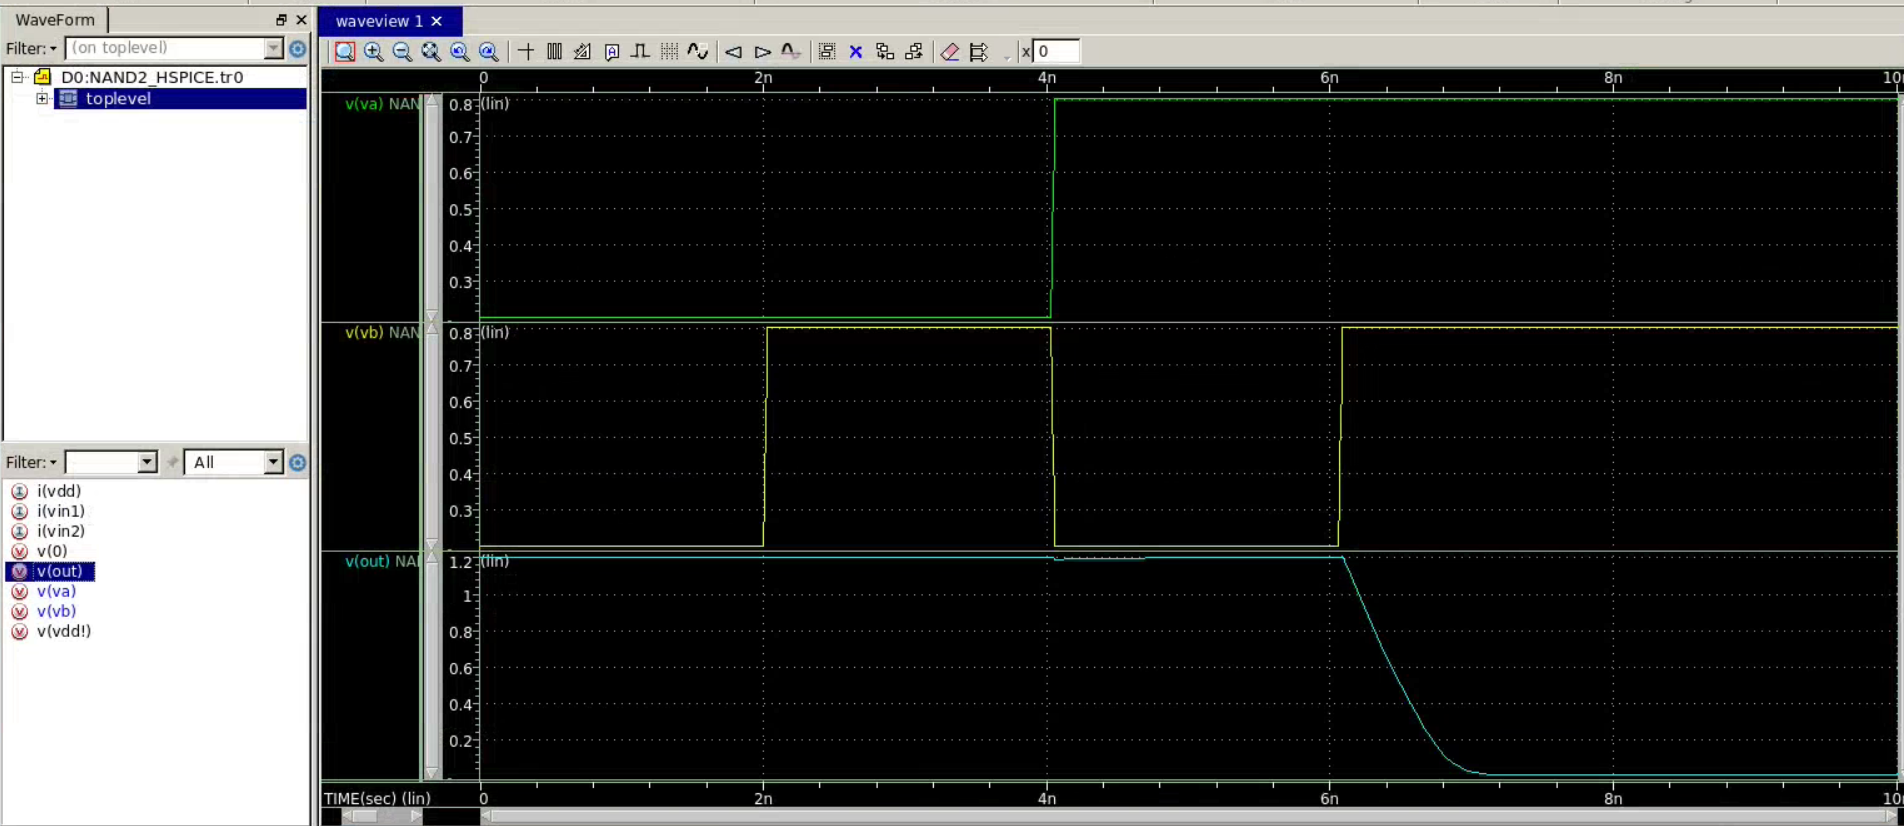 WaveForm
waveview 1
Filter:
(on toplevel)
x 0
D0:NAND2_HSPICE.tr0
toplevel
0 2n 4n 6n 8n 10
v(va) NAN
0.8 (lin)
0.7
0.6
0.5
0.4
0.3
v(vb) NAN
0.8 (lin)
0.7
0.6
0.5
0.4
0.3
v(out) NAI
1.2 (lin)
1
0.8
0.6
0.4
0.2
TIME(sec) (lin) 0 2n 4n 6n 8n 10
Filter:
All
i(vdd)
i(vin1)
i(vin2)
v(0)
v(out)
v(va)
v(vb)
v(vdd!)